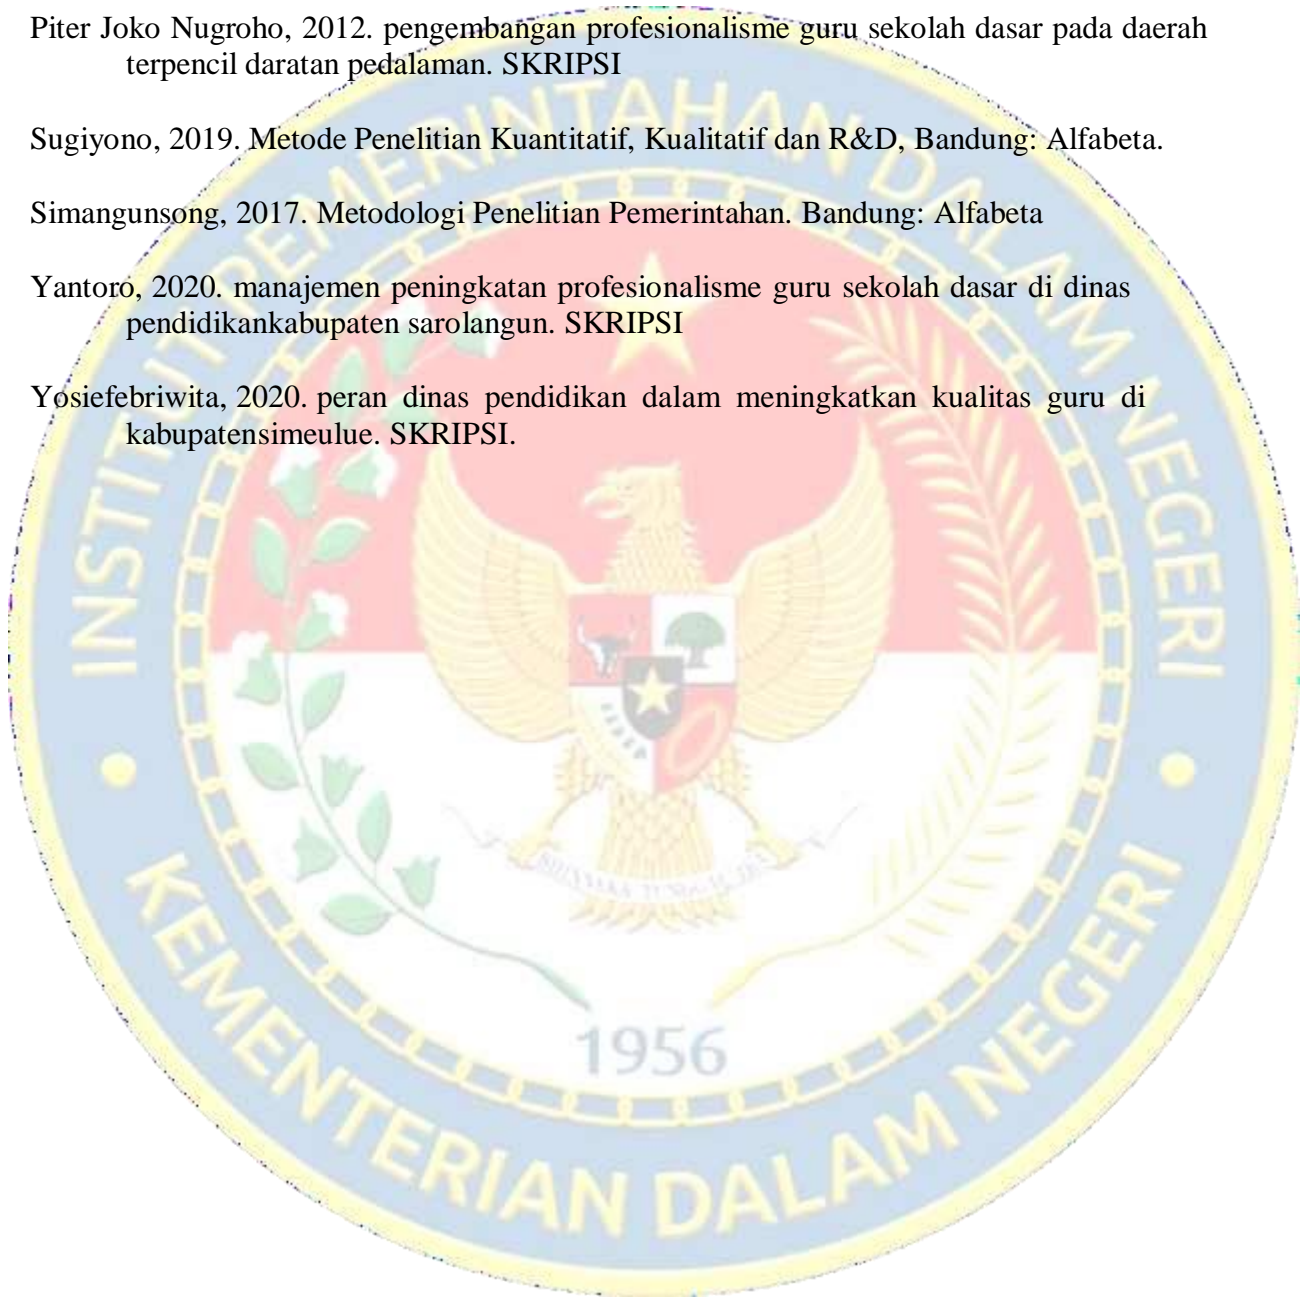 Piter Joko Nugroho, 2012. pengembangan profesionalisme guru sekolah dasar pada daerah
terpencil daratan pedalaman. SKRIPSI
Sugiyono, 2019. Metode Penelitian Kuantitatif, Kualitatif dan R&D, Bandung: Alfabeta.
Simangunsong, 2017. Metodologi Penelitian Pemerintahan. Bandung: Alfabeta
Yantoro, 2020. manajemen peningkatan profesionalisme guru sekolah dasar di dinas
pendidikankabupaten sarolangun. SKRIPSI
Yosiefebriwita, 2020. peran dinas pendidikan dalam meningkatkan kualitas guru di
kabupatensimeulue. SKRIPSI.
INSTITUT PEMERINTAHAN DALAM NEGERI
1956
KEMENTERIAN DALAM NEGERI